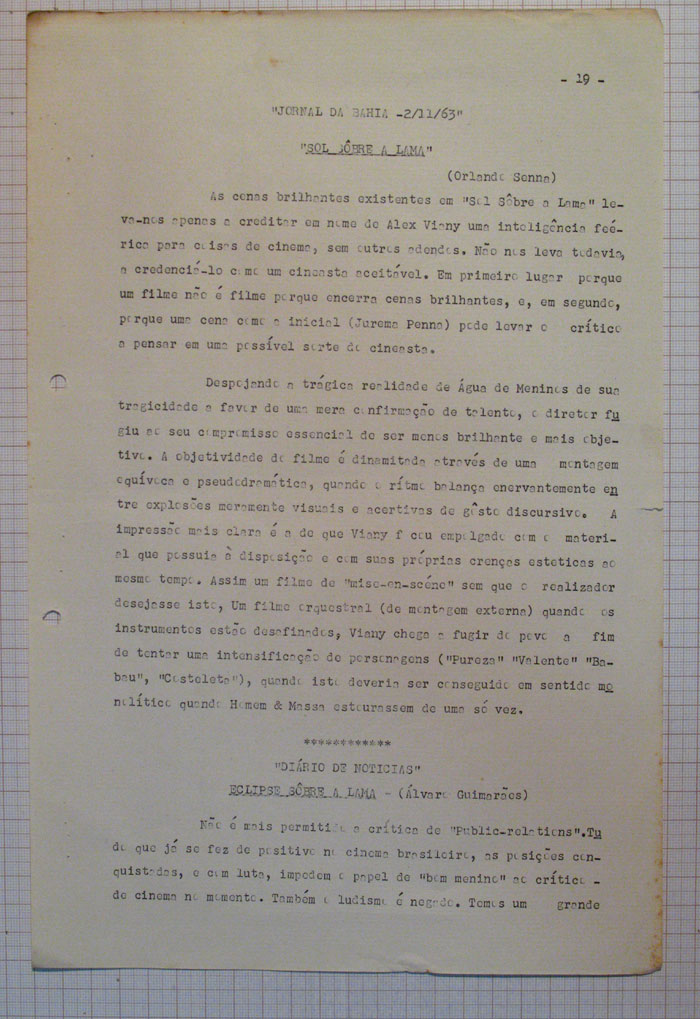 - 19 -
"JORNAL DA BAHIA -2/11/63"
"SOL SÔBRE A LAMA"
(Orlando Senna)
As cenas brilhantes existentes em "Sol Sôbre a Lama" le-
va-nos apenas a creditar em nome de Alex Viany uma inteligência feé-
rica para coisas de cinema, sem outros adendos. Não nos leva todavia,
a credenciá-lo como um cineasta aceitável. Em primeiro lugar porque
um filme não é filme porque encerra cenas brilhantes, e, em segundo,
porque uma cena como a inicial (Jurema Penna) pode levar o crítico
a pensar em uma possível sorte do cineasta.
Despojando a trágica realidade de Água de Meninos de sua
tragicidade a favor de uma mera confirmação de talento, o diretor fu
giu ao seu compromisso essencial de ser menos brilhante e mais obje-
tivo. A objetividade do filme é dinamitada através de uma montagem
equívoca e pseudodramática, quando o rítmo balança enervantemente en
tre explosões meramente visuais e acertivas de gôsto discursivo. A
impressão mais clara é a de que Viany f cou empolgado com o materi-
al que possuia à disposição e com suas próprias crenças esteticas ao
mesmo tempo. Assim um filme de "mise-en-scéne" sem que o realizador
desejasse isto, Um filme orquestral (de montagem externa) quando os
instrumentos estão desafinados, Viany chega a fugir do povo a fim
de tentar uma intensificação de personagens ("Pureza" "Valente" "Ba-
bau", "Costeleta"), quando isto deveria ser conseguido em sentido mo
nolítico quando Homem & Massa estourassem de uma só vez.
************
"DIÁRIO DE NOTICIAS"
ECLIPSE SÔBRE A LAMA - (Álvaro Guimarães)
Não é mais permitido a crítica de "Public-relations".Tu
do que já se fez de positivo no cinema brasileiro, as posições con-
quistadas, e com luta, impedem o papel de "bom menino" ao crítico -
de cinema no momento. Também o ludismo é negado. Temos um grande